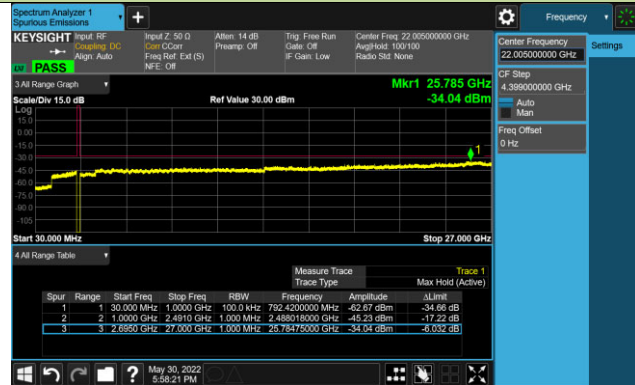 Spectrum Analyzer 1
Spurious Emissions
Frequency
KEYSIGHT
Input: RF
Coupling: DC
Align: Auto
Input Z: 50 Ω
Corr CCorr
Freq Ref: Ext (S)
NFE: Off
Atten: 14 dB
Preamp: Off
Trig: Free Run
Gate: Off
IF Gain: Low
Center Freq: 22.005000000 GHz
Avg|Hold: 100/100
Radio Std: None
PASS
Center Frequency
22.005000000 GHz
Settings
CF Step
4.399000000 GHz
Auto
Man
Freq Offset
0 Hz
3 All Range Graph
Mkr1 25.785 GHz
-34.04 dBm
Scale/Div 15.0 dB
Ref Value 30.00 dBm
Log
15.0
0.00
-15.0
-30.0
-45.0
-60.0
-75.0
-90.0
-105
1
Start 30.000 MHz
Stop 27.000 GHz
4 All Range Table
Measure Trace Trace 1
Trace Type Max Hold (Active)
Spur Range Start Freq Stop Freq RBW Frequency Amplitude ΔLimit
1 1 30.000 MHz 1.0000 GHz 100.0 kHz 792.4200000 MHz -62.67 dBm -34.66 dB
2 2 1.0000 GHz 2.4910 GHz 1.000 MHz 2.488018000 GHz -45.23 dBm -17.22 dB
3 3 2.6950 GHz 27.000 GHz 1.000 MHz 25.78475000 GHz -34.04 dBm -6.032 dB
?
May 30, 2022
5:58:21 PM